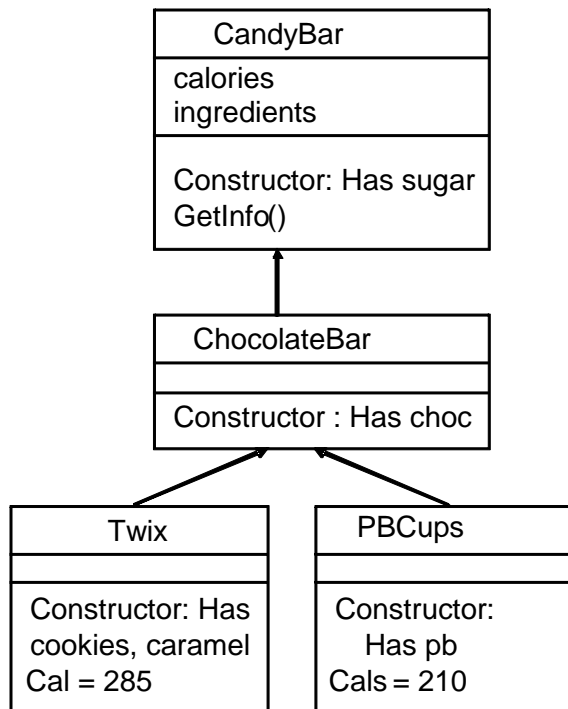 CandyBar
calories
ingredients
Constructor: Has sugar
GetInfo()
ChocolateBar
Constructor : Has choc
Twix
Constructor: Has
cookies, caramel
Cal = 285
PBCups
Constructor:
Has pb
Cals = 210